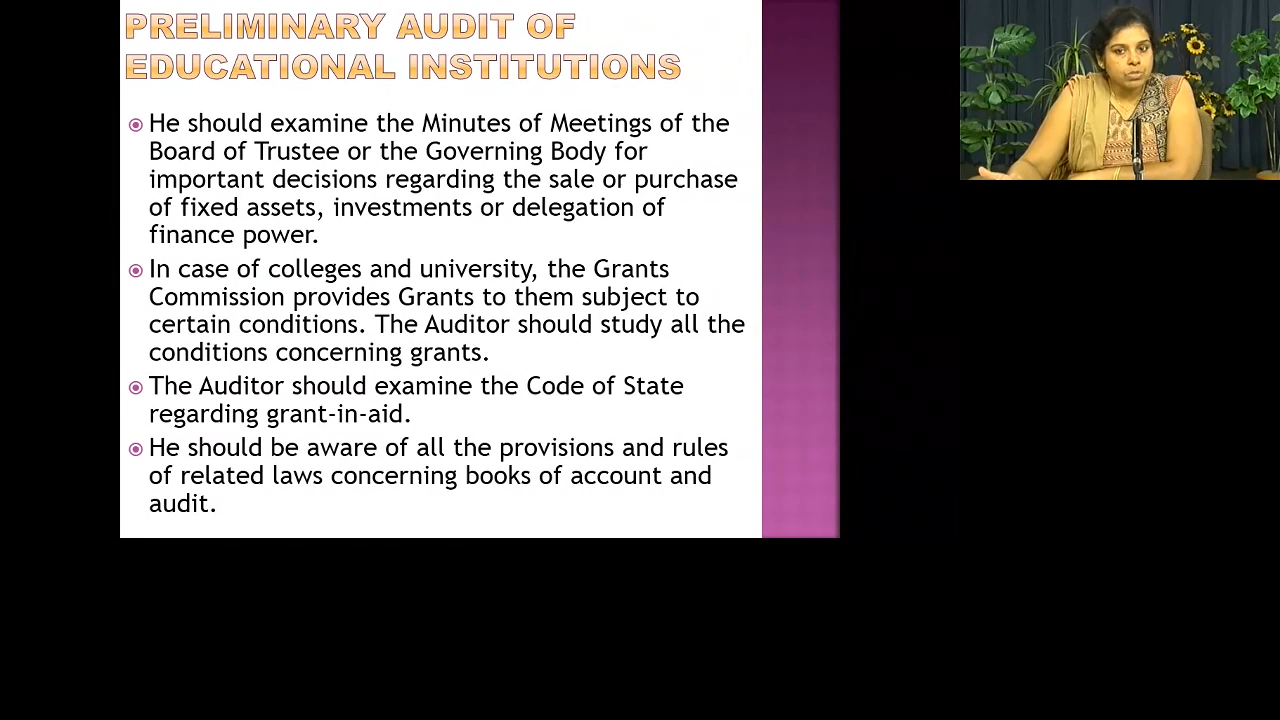 PRELIMINARY AUDIT OF
EDUCATIONAL INSTITUTIONS
He should examine the Minutes of Meetings of the
Board of Trustee or the Governing Body for
important decisions regarding the sale or purchase
of fixed assets, investments or delegation of
finance power.
In case of colleges and university, the Grants
Commission provides Grants to them subject to
certain conditions. The Auditor should study all the
conditions concerning grants.
The Auditor should examine the Code of State
regarding grant-in-aid.
He should be aware of all the provisions and rules
of related laws concerning books of account and
audit.